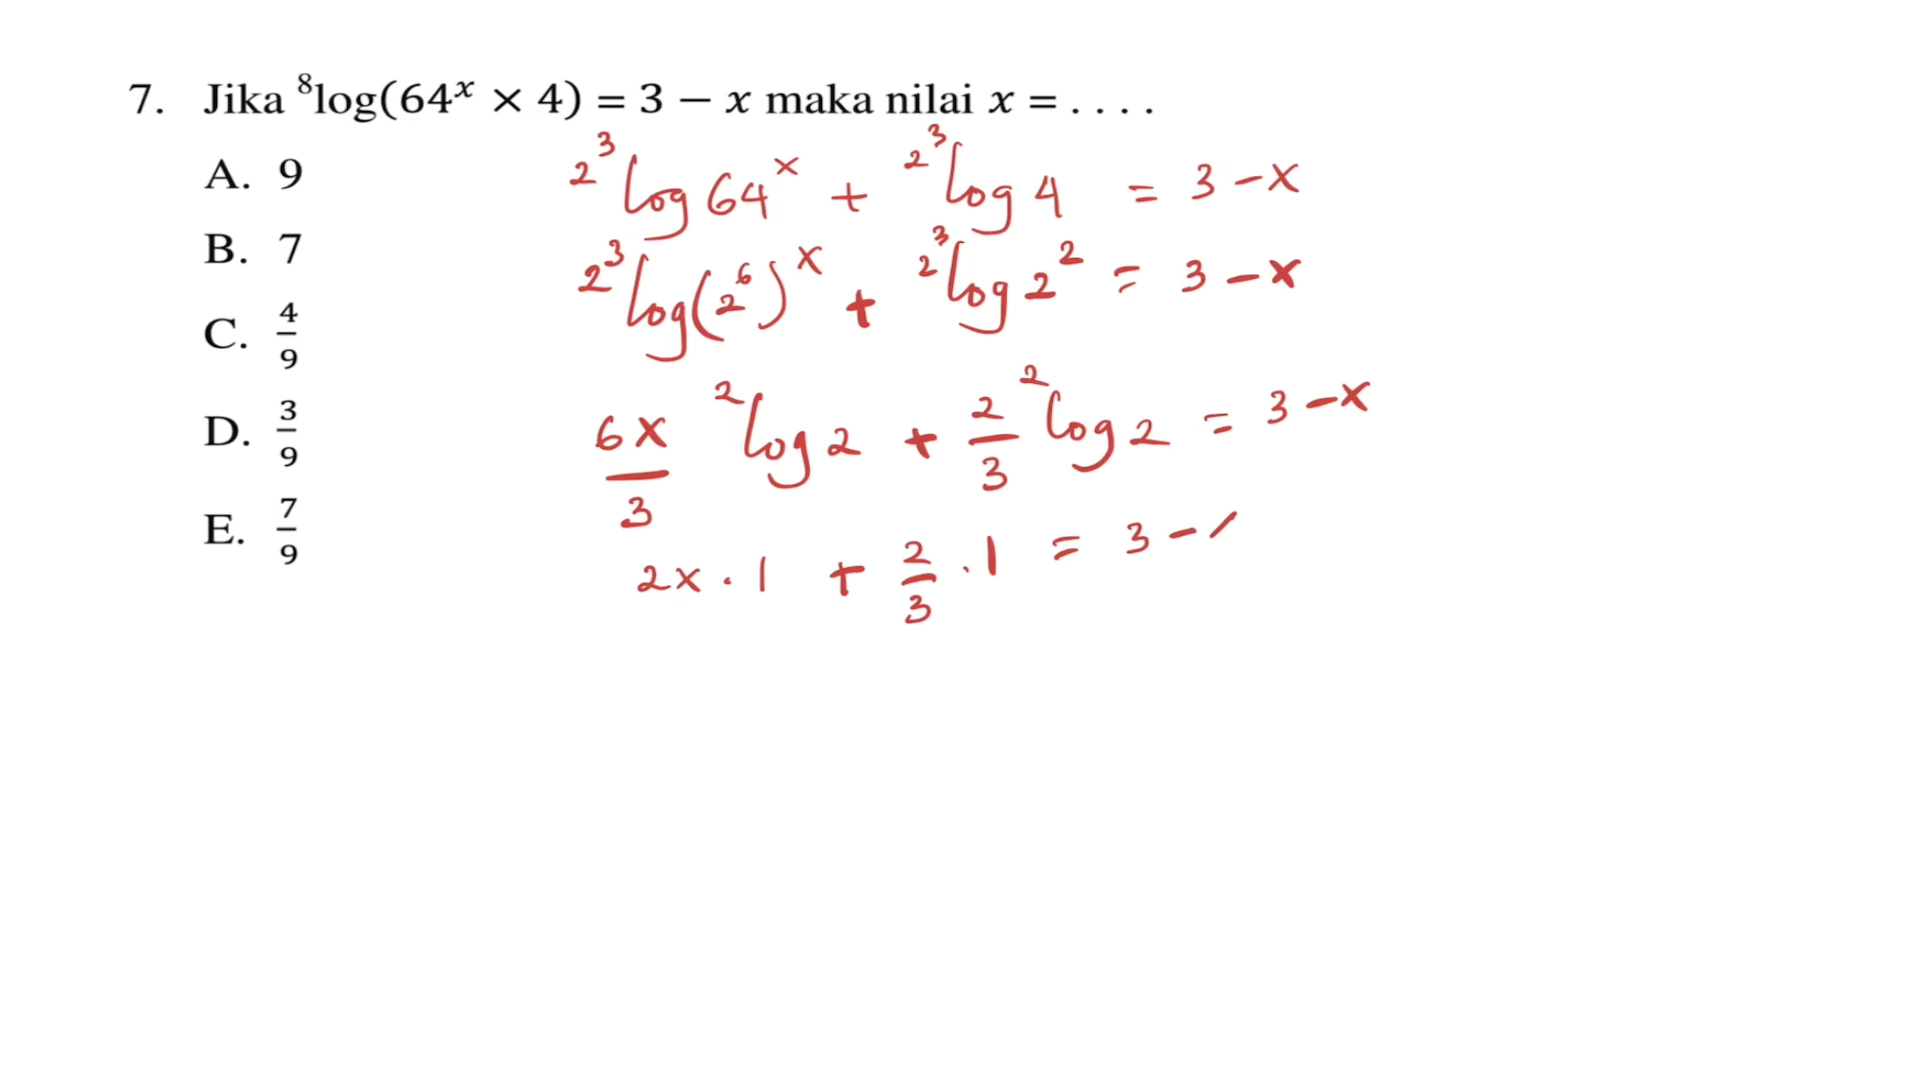 7. Jika ⁸log(64ˣ × 4) = 3 − x maka nilai x = . . . .
A. 9
B. 7
C. 4/9
D. 3/9
E. 7/9
2³log 64ˣ + 2³log 4 = 3 − x
2³log(2⁶)ˣ + 2³log 2² = 3 − x
6x/3 ²log 2 + 2/3 ²log 2 = 3 − x
2x · 1 + 2/3 · 1 = 3 −